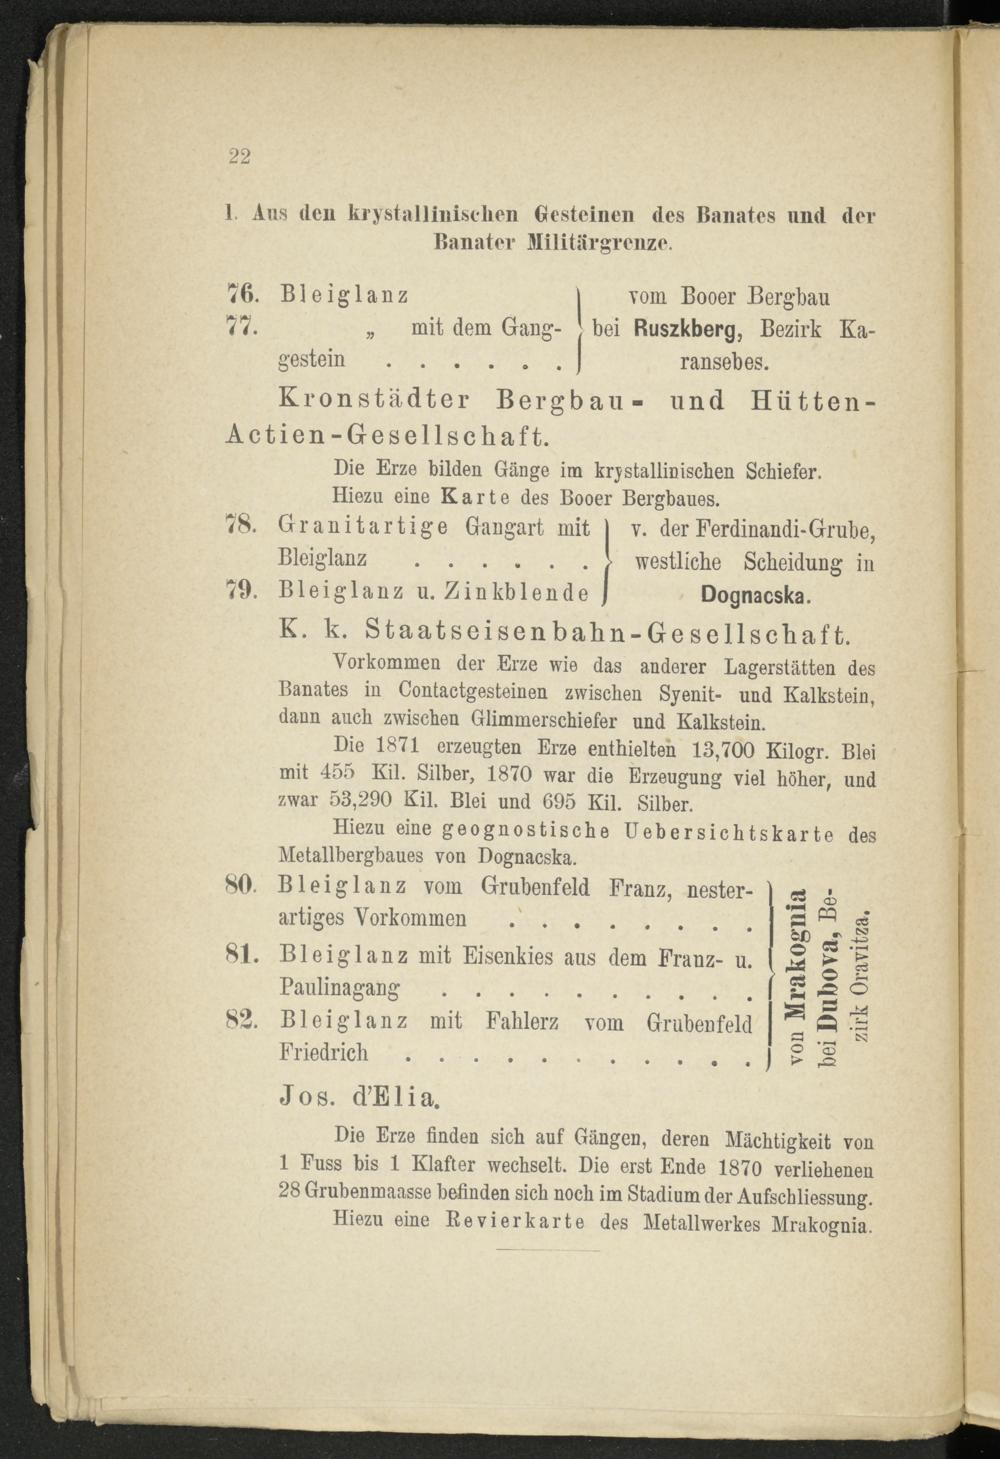 22
1. Aus den krystallinischen Gesteinen des Banates und der
Banater Militärgrenze.
76. Bleiglanz
77. „ mit dem Gang-
gestein . . . . . .
vom Booer Bergbau
bei Ruszkberg, Bezirk Ka-
ransebes.
Kronstädter Bergbau- und Hütten-
Actien-Gesellschaft.
Die Erze bilden Gänge im krystallinischen Schiefer.
Hiezu eine Karte des Booer Bergbaues.
78. Granitartige Gangart mit
Bleiglanz . . . . . .
79. Bleiglanz u. Zinkblende
v. der Ferdinandi-Grube,
westliche Scheidung in
Dognacska.
K. k. Staatseisenbahn-Gesellschaft.
Vorkommen der Erze wie das anderer Lagerstätten des
Banates in Contactgesteinen zwischen Syenit- und Kalkstein,
dann auch zwischen Glimmerschiefer und Kalkstein.
Die 1871 erzeugten Erze enthielten 13,700 Kilogr. Blei
mit 455 Kil. Silber, 1870 war die Erzeugung viel höher, und
zwar 53,290 Kil. Blei und 695 Kil. Silber.
Hiezu eine geognostische Uebersichtskarte des
Metallbergbaues von Dognacska.
80. Bleiglanz vom Grubenfeld Franz, nester-
artiges Vorkommen . . . . . . . .
81. Bleiglanz mit Eisenkies aus dem Franz- u.
Paulinagang . . . . . . . . . .
82. Bleiglanz mit Fahlerz vom Grubenfeld
Friedrich . . . . . . . . . . .
von Mrakognia
bei Dubova, Be-
zirk Oravitza.
Jos. d'Elia.
Die Erze finden sich auf Gängen, deren Mächtigkeit von
1 Fuss bis 1 Klafter wechselt. Die erst Ende 1870 verliehenen
28 Grubenmaasse befinden sich noch im Stadium der Aufschliessung.
Hiezu eine Revierkarte des Metallwerkes Mrakognia.